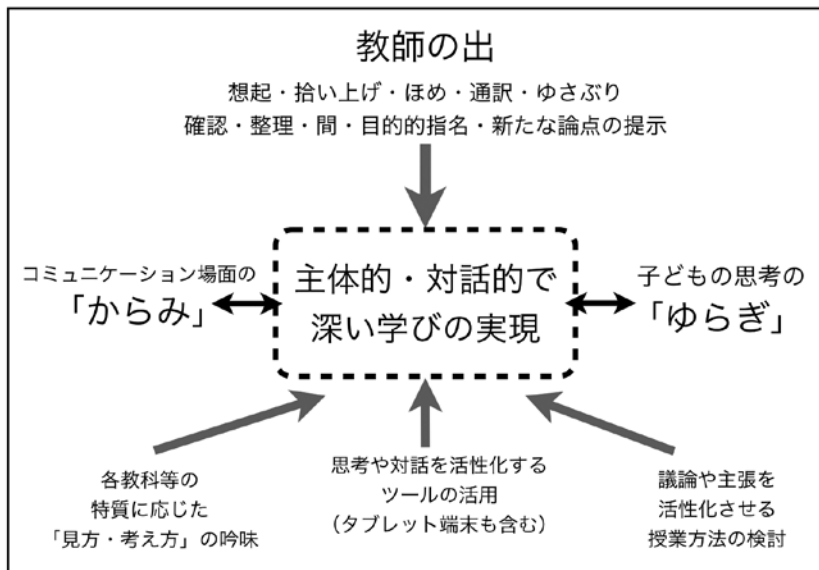 教師の出
想起・拾い上げ・ほめ・通訳・ゆさぶり
確認・整理・間・目的的指名・新たな論点の提示
コミュニケーション場面の
「からみ」
主体的・対話的で
深い学びの実現
子どもの思考の
「ゆらぎ」
各教科等の
特質に応じた
「見方・考え方」の吟味
思考や対話を活性化する
ツールの活用
（タブレット端末も含む）
議論や主張を
活性化させる
授業方法の検討